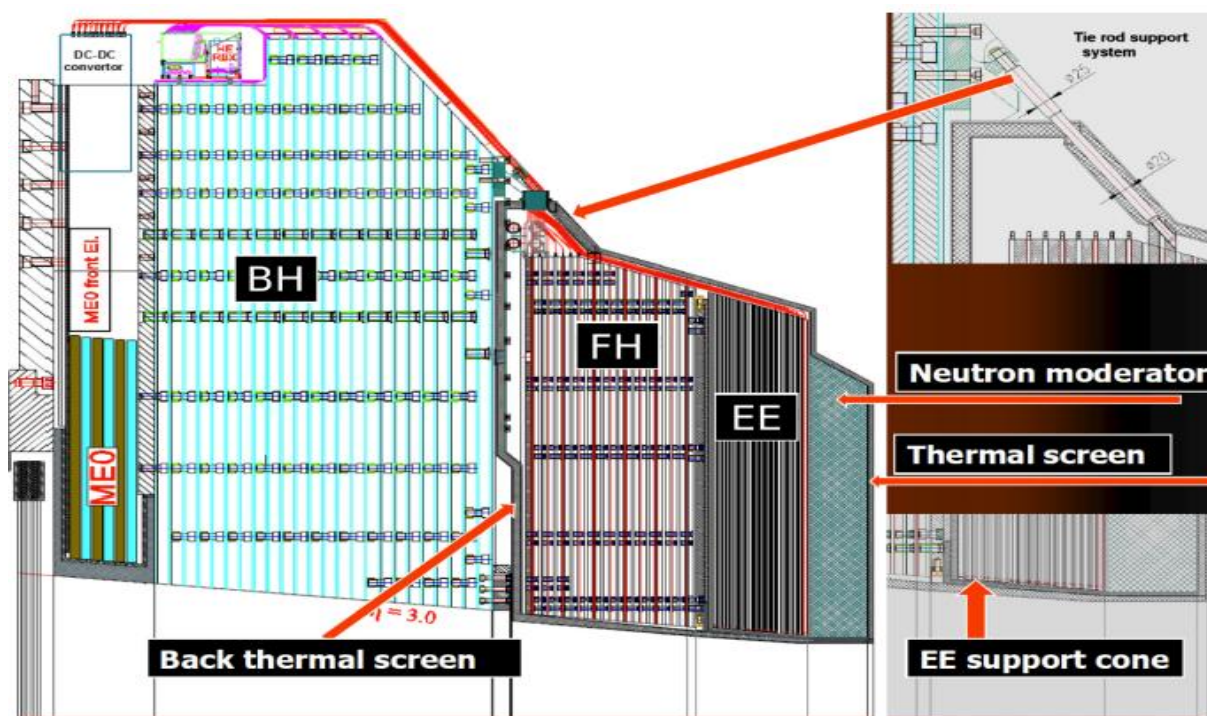 DC-DC
convertor
HE
RBX
Tie rod support
system
ø25
ø20
ME0 front El.
BH
FH
EE
ME0
Neutron moderator
Thermal screen
η = 3.0
Back thermal screen
EE support cone